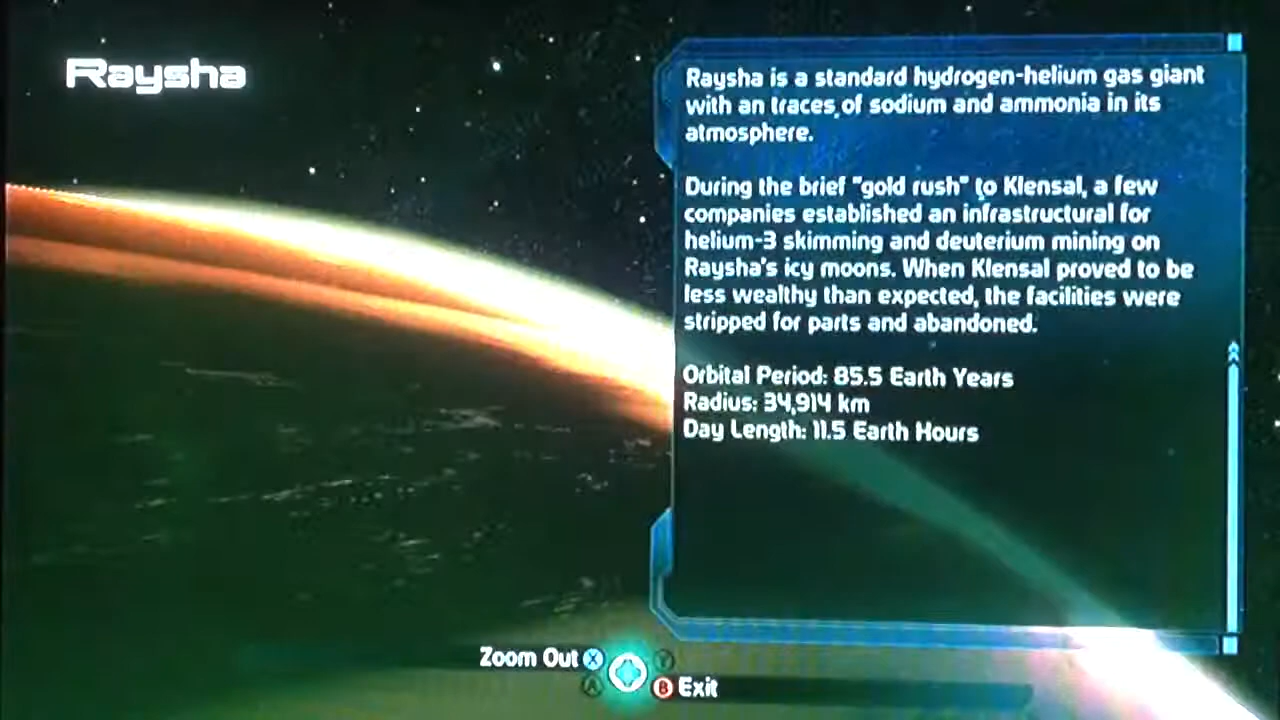 Raysha
Raysha is a standard hydrogen-helium gas giant
with an traces of sodium and ammonia in its
atmosphere.
During the brief "gold rush" to Klensal, a few
companies established an infrastructural for
helium-3 skimming and deuterium mining on
Raysha's icy moons. When Klensal proved to be
less wealthy than expected, the facilities were
stripped for parts and abandoned.
Orbital Period: 85.5 Earth Years
Radius: 34,914 km
Day Length: 11.5 Earth Hours
Zoom Out X Y
A B Exit